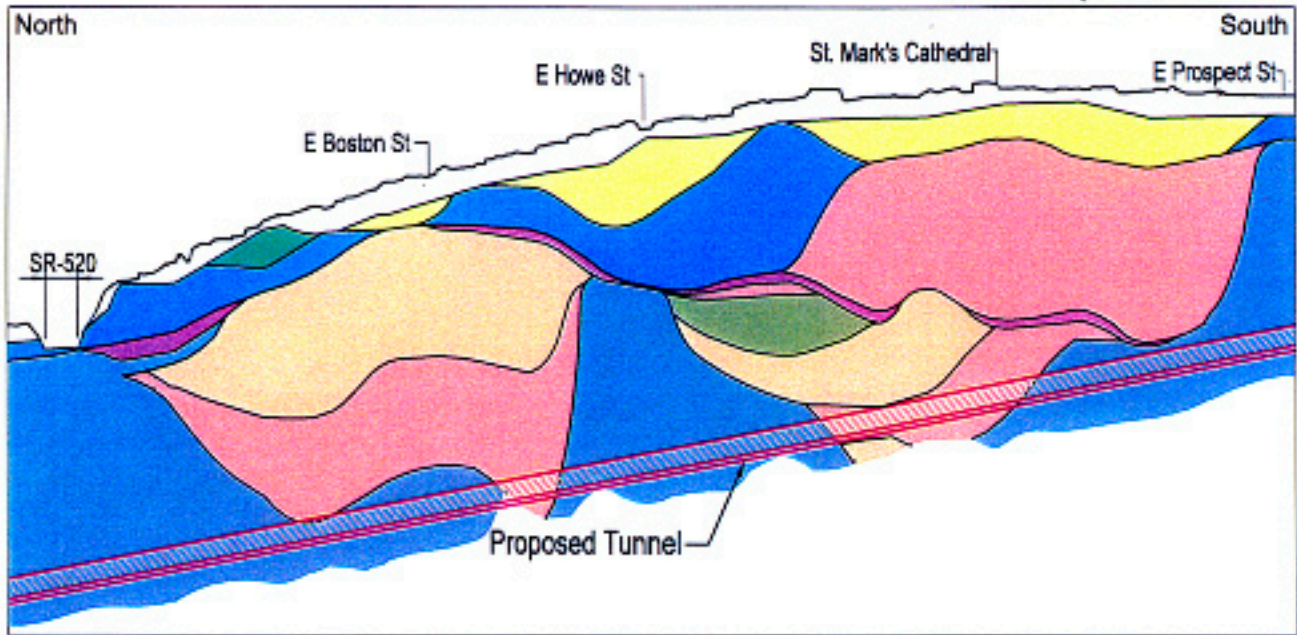 North
South
St. Mark's Cathedral
E Howe St
E Prospect St
E Boston St
SR-520
Proposed Tunnel